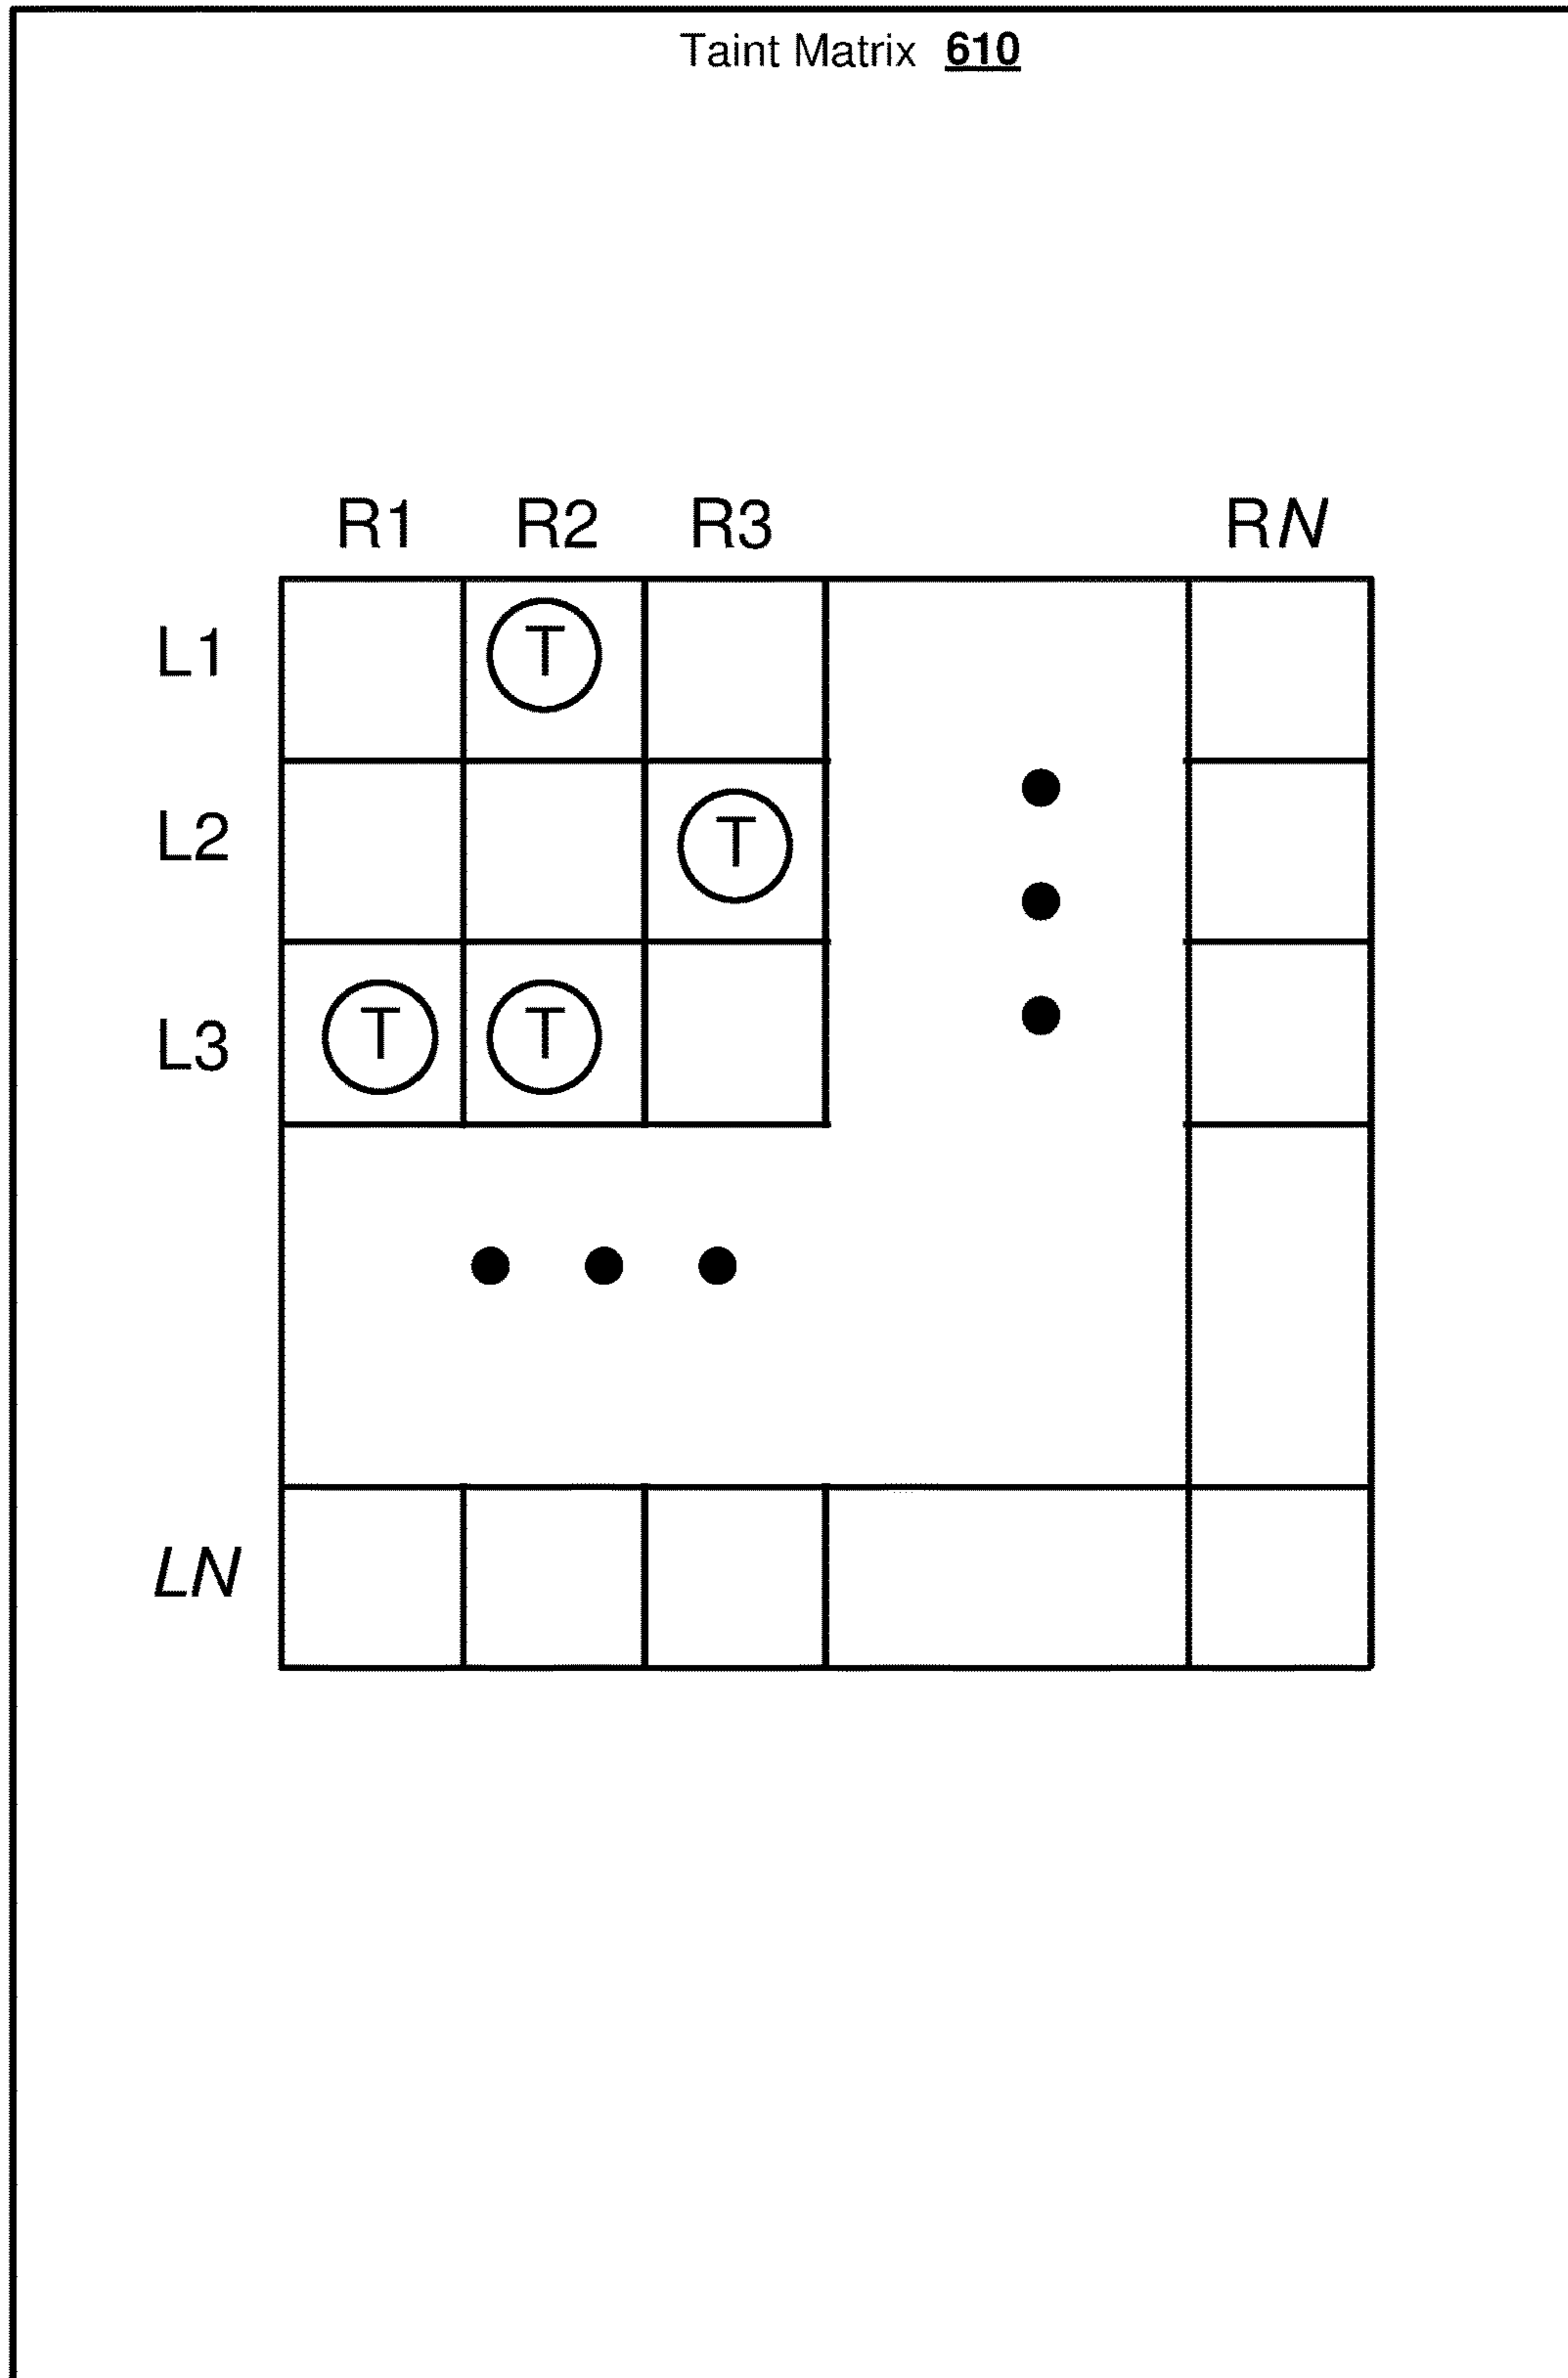 Taint Matrix 610
R1 R2 R3 RN
L1 T
L2 T
L3 T T
LN